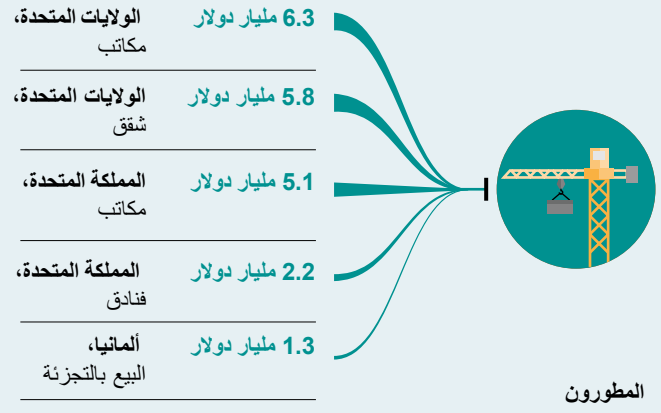 6.3 مليار دولار الولايات المتحدة،
مكاتب
5.8 مليار دولار الولايات المتحدة،
شقق
5.1 مليار دولار المملكة المتحدة،
مكاتب
2.2 مليار دولار المملكة المتحدة،
فنادق
1.3 مليار دولار ألمانيا،
البيع بالتجزئة
المطورون